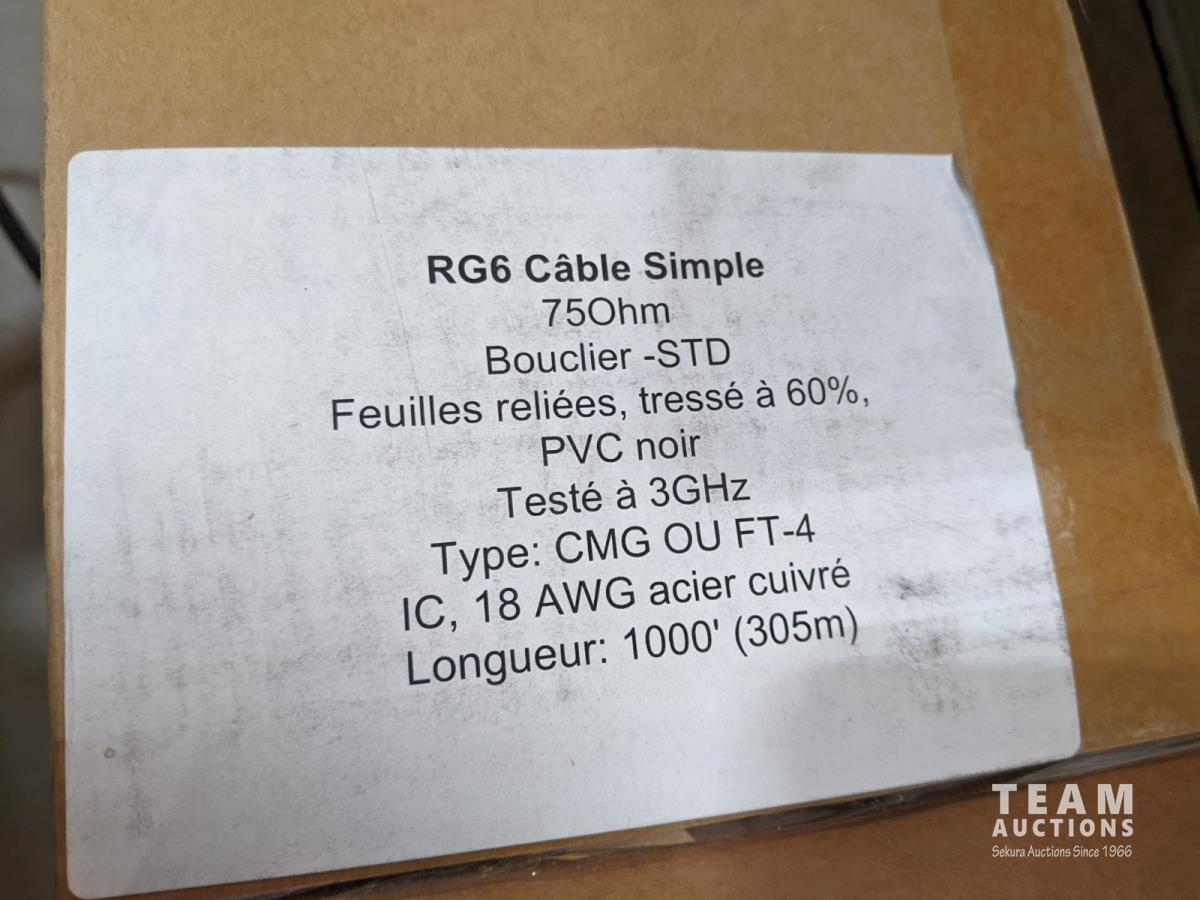 RG6 Câble Simple
75Ohm
Bouclier -STD
Feuilles reliées, tressé à 60%,
PVC noir
Testé à 3GHz
Type: CMG OU FT-4
IC, 18 AWG acier cuivré
Longueur: 1000' (305m)
TEAM
AUCTIONS
Sekura Auctions Since 1966